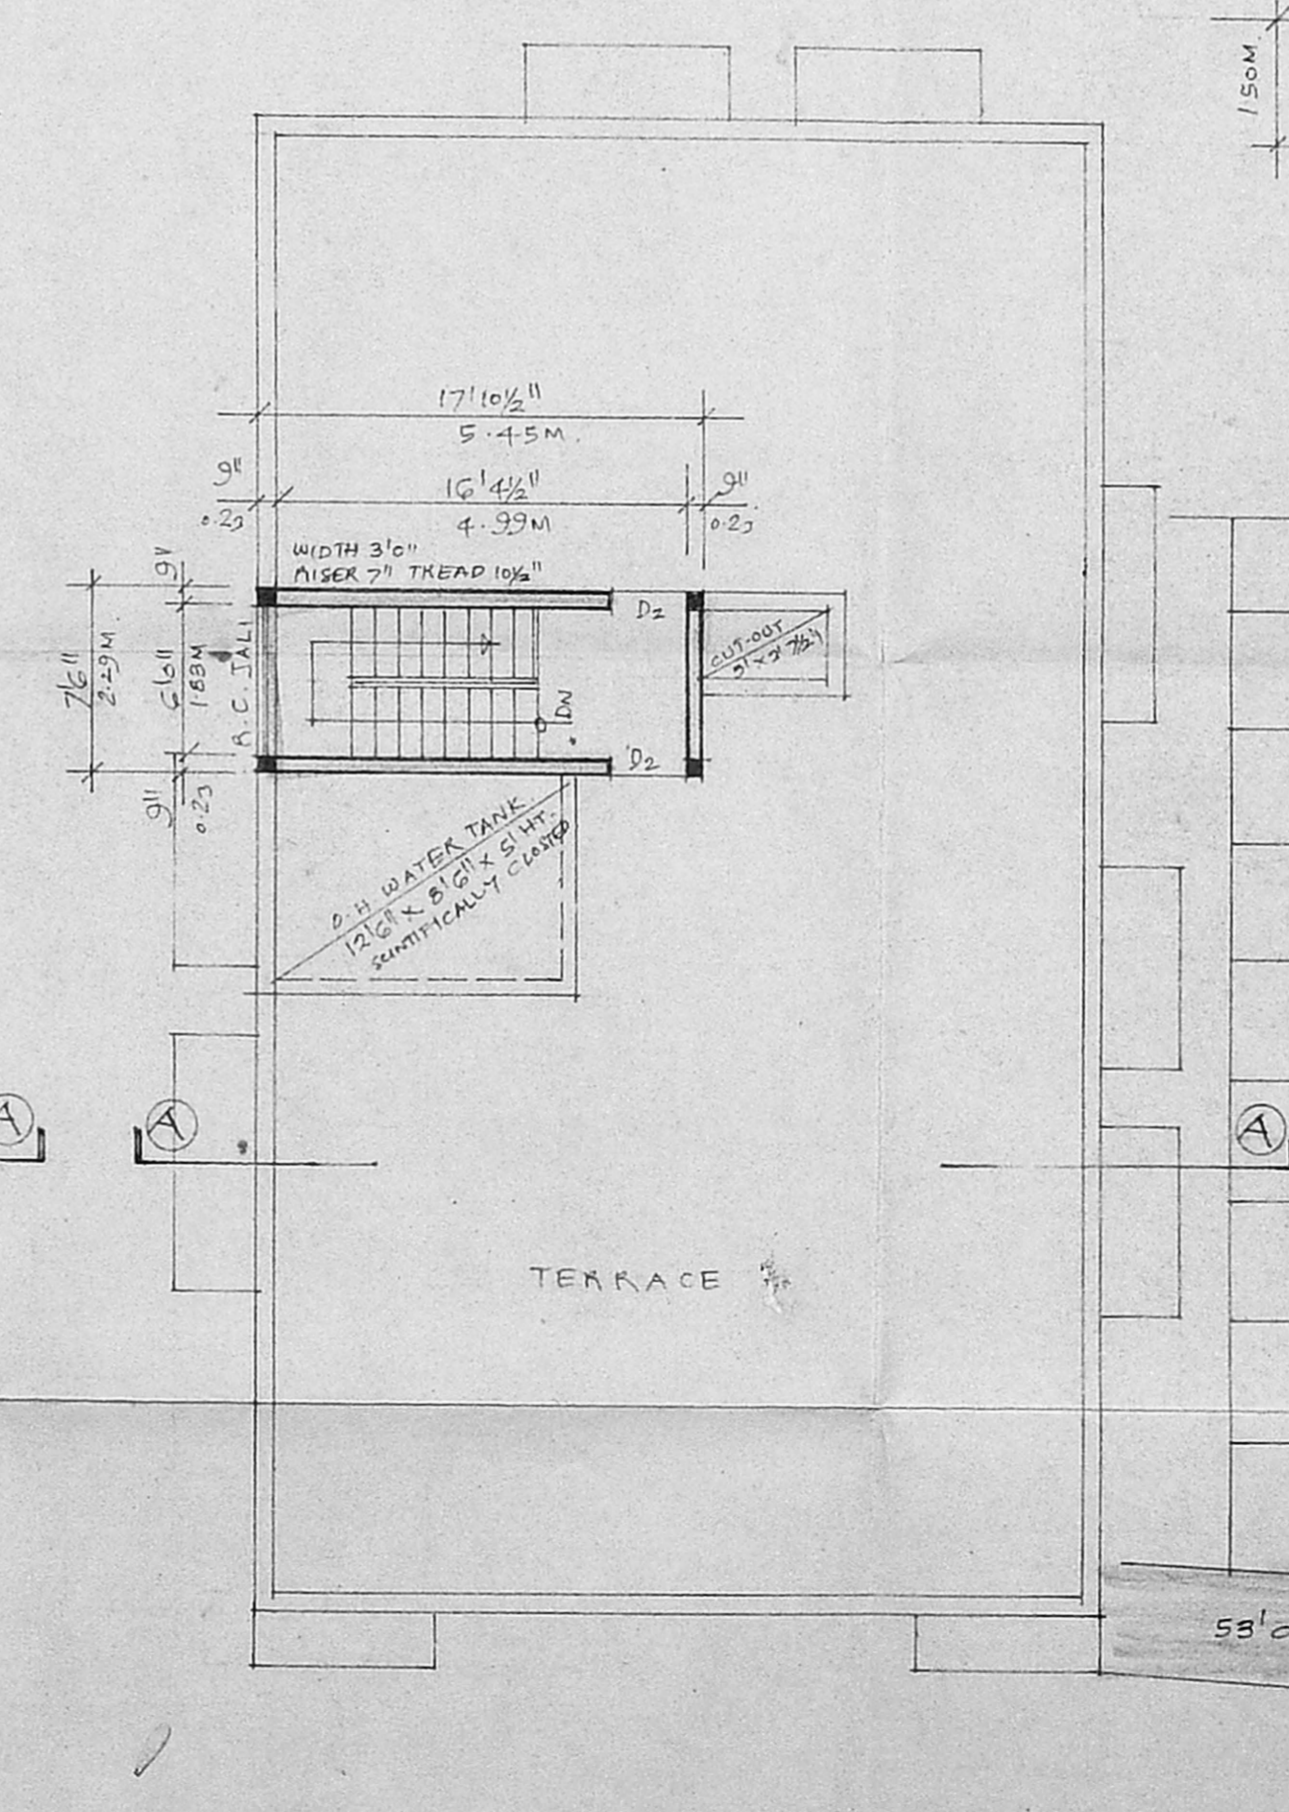 1.50M.
17'10½"
5.45M.
9"
16'4½"
9"
0.23
4.99M
0.23
WIDTH 3'0"
RISER 7" TREAD 10½"
9"
D2
R.C. JALI
CUT-OUT
7'6"
2.29M.
6'0"
1.83M
DN
D2
9"
0.23
O.H WATER TANK
12'6" X 8'6" X 5' HT.
SCINTIFICALLY CLOSTED
A
A
A
TERRACE
53'